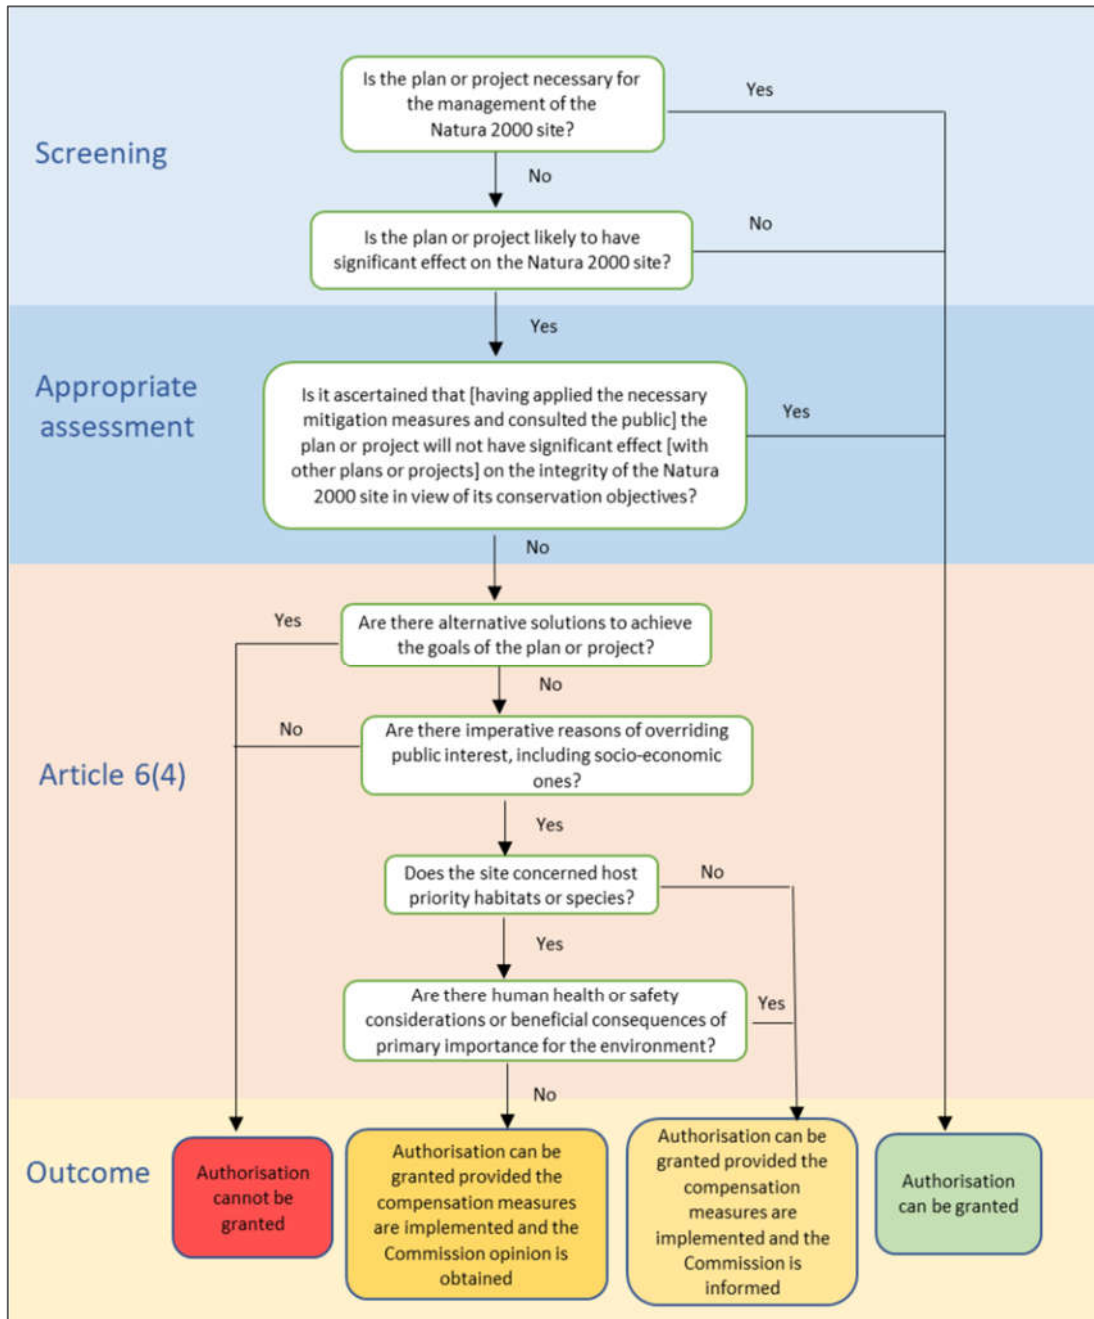 Is the plan or project necessary for
the management of the
Natura 2000 site?
Yes
Screening
No
Is the plan or project likely to have
significant effect on the Natura 2000 site?
No
Yes
Appropriate
assessment
Is it ascertained that [having applied the necessary
mitigation measures and consulted the public] the
plan or project will not have significant effect [with
other plans or projects] on the integrity of the Natura
2000 site in view of its conservation objectives?
Yes
No
Are there alternative solutions to achieve
the goals of the plan or project?
Yes
No
Are there imperative reasons of overriding
public interest, including socio-economic
ones?
No
Article 6(4)
Yes
Does the site concerned host
priority habitats or species?
No
Yes
Are there human health or safety
considerations or beneficial consequences of
primary importance for the environment?
Yes
No
Outcome
Authorisation
cannot be
granted
Authorisation can be
granted provided the
compensation measures
are implemented and the
Commission opinion is
obtained
Authorisation can be
granted provided the
compensation
measures are
implemented and the
Commission is
informed
Authorisation
can be granted